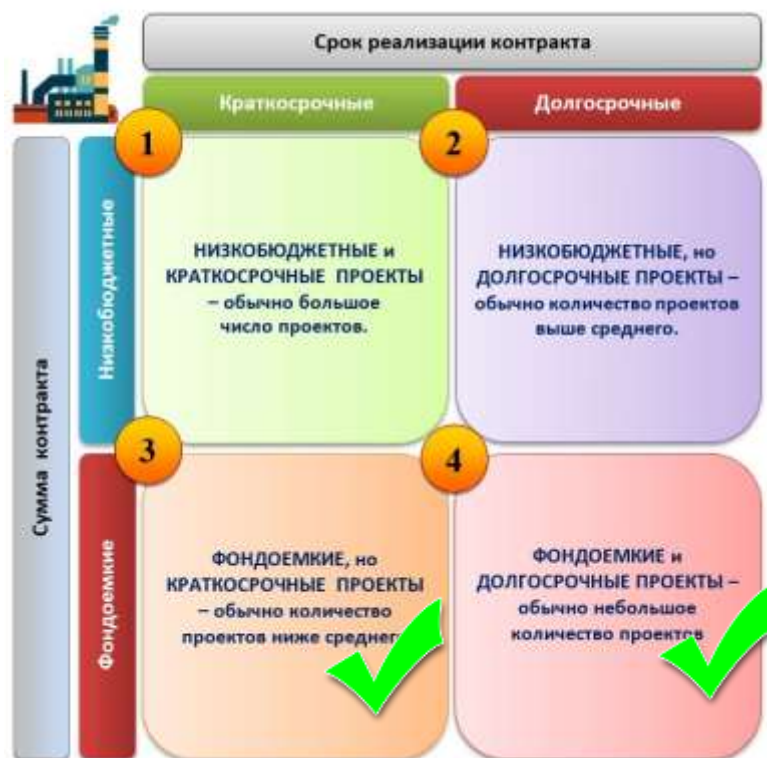 Срок реализации контракта
Краткосрочные
Долгосрочные
Сумма контракта
Низкобюджетные
1
НИЗКОБЮДЖЕТНЫЕ и
КРАТКОСРОЧНЫЕ ПРОЕКТЫ
– обычно большое
число проектов.
2
НИЗКОБЮДЖЕТНЫЕ, но
ДОЛГОСРОЧНЫЕ ПРОЕКТЫ –
обычно количество проектов
выше среднего.
Фондоемкие
3
ФОНДОЕМКИЕ, но
КРАТКОСРОЧНЫЕ ПРОЕКТЫ
– обычно количество
проектов ниже среднег
4
ФОНДОЕМКИЕ и
ДОЛГОСРОЧНЫЕ ПРОЕКТЫ –
обычно небольшое
количество проектов